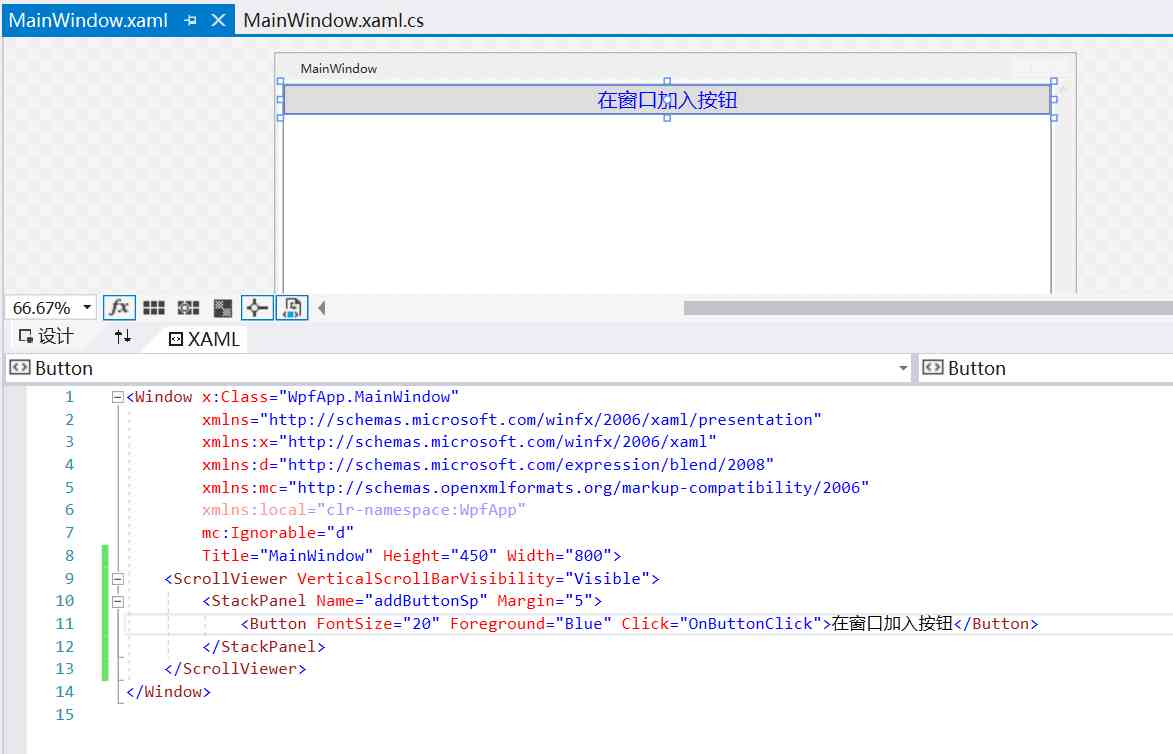 MainWindow.xaml MainWindow.xaml.cs
MainWindow
在窗口加入按钮
66.67% fx
设计 XAML
Button Button
1 <Window x:Class="WpfApp.MainWindow"
2 xmlns="http://schemas.microsoft.com/winfx/2006/xaml/presentation"
3 xmlns:x="http://schemas.microsoft.com/winfx/2006/xaml"
4 xmlns:d="http://schemas.microsoft.com/expression/blend/2008"
5 xmlns:mc="http://schemas.openxmlformats.org/markup-compatibility/2006"
6 xmlns:local="clr-namespace:WpfApp"
7 mc:Ignorable="d"
8 Title="MainWindow" Height="450" Width="800">
9 <ScrollViewer VerticalScrollBarVisibility="Visible">
10 <StackPanel Name="addButtonSp" Margin="5">
11 <Button FontSize="20" Foreground="Blue" Click="OnButtonClick">在窗口加入按钮</Button>
12 </StackPanel>
13 </ScrollViewer>
14 </Window>
15